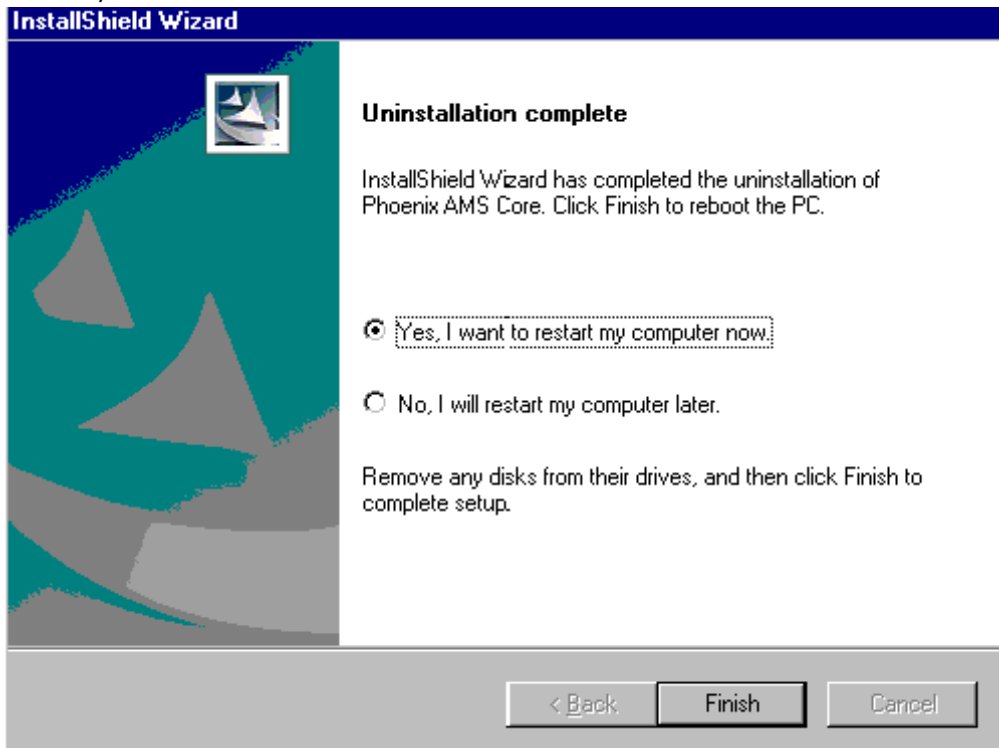 InstallShield Wizard
Uninstallation complete
InstallShield Wizard has completed the uninstallation of
Phoenix AMS Core. Click Finish to reboot the PC.
Yes, I want to restart my computer now.
No, I will restart my computer later.
Remove any disks from their drives, and then click Finish to
complete setup.
< Back Finish Cancel